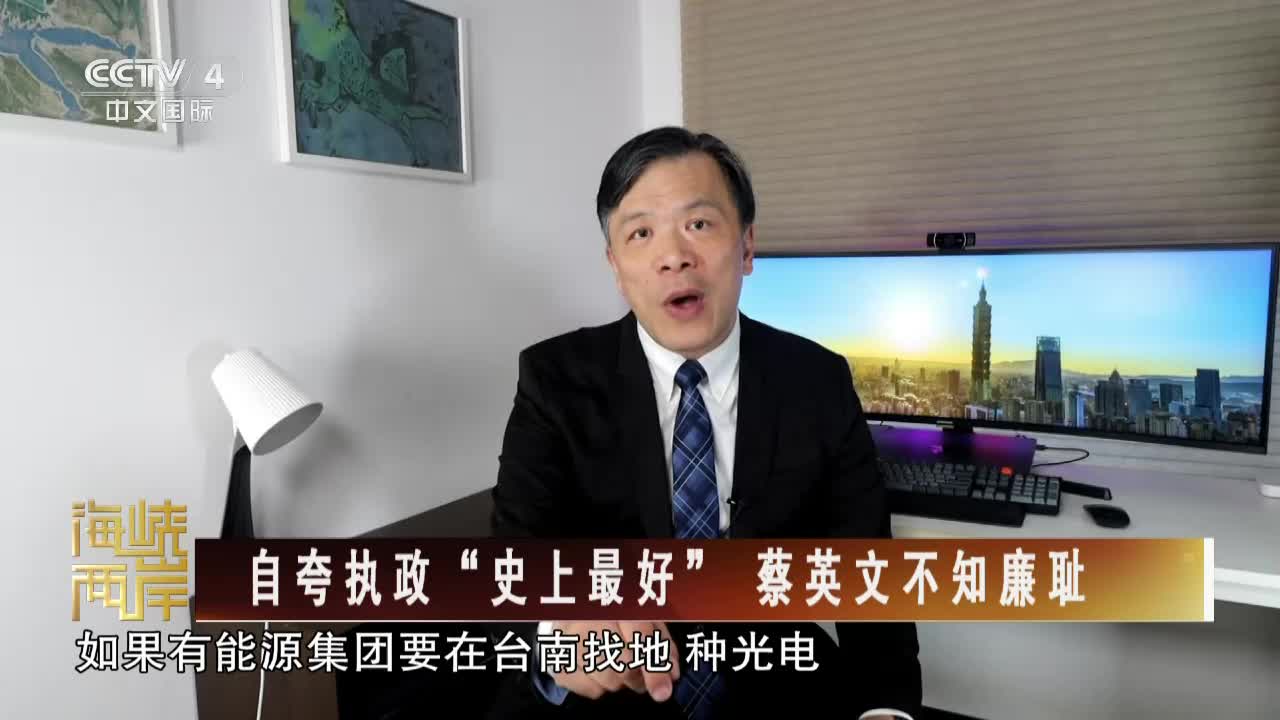 CCTV 4
中文国际
海峡
两岸
自夸执政“史上最好” 蔡英文不知廉耻
如果有能源集团要在台南找地 种光电